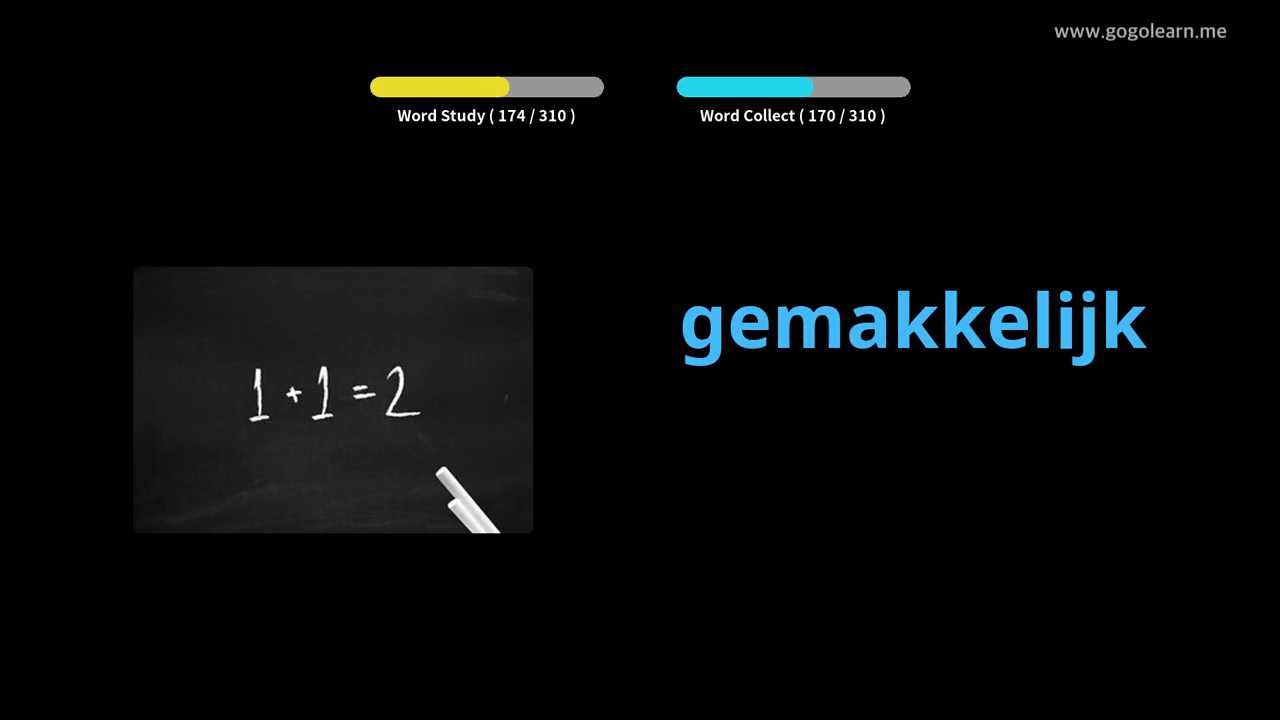 www.gogolearn.me
Word Study ( 174 / 310 )
Word Collect ( 170 / 310 )
gemakkelijk
1 + 1 = 2